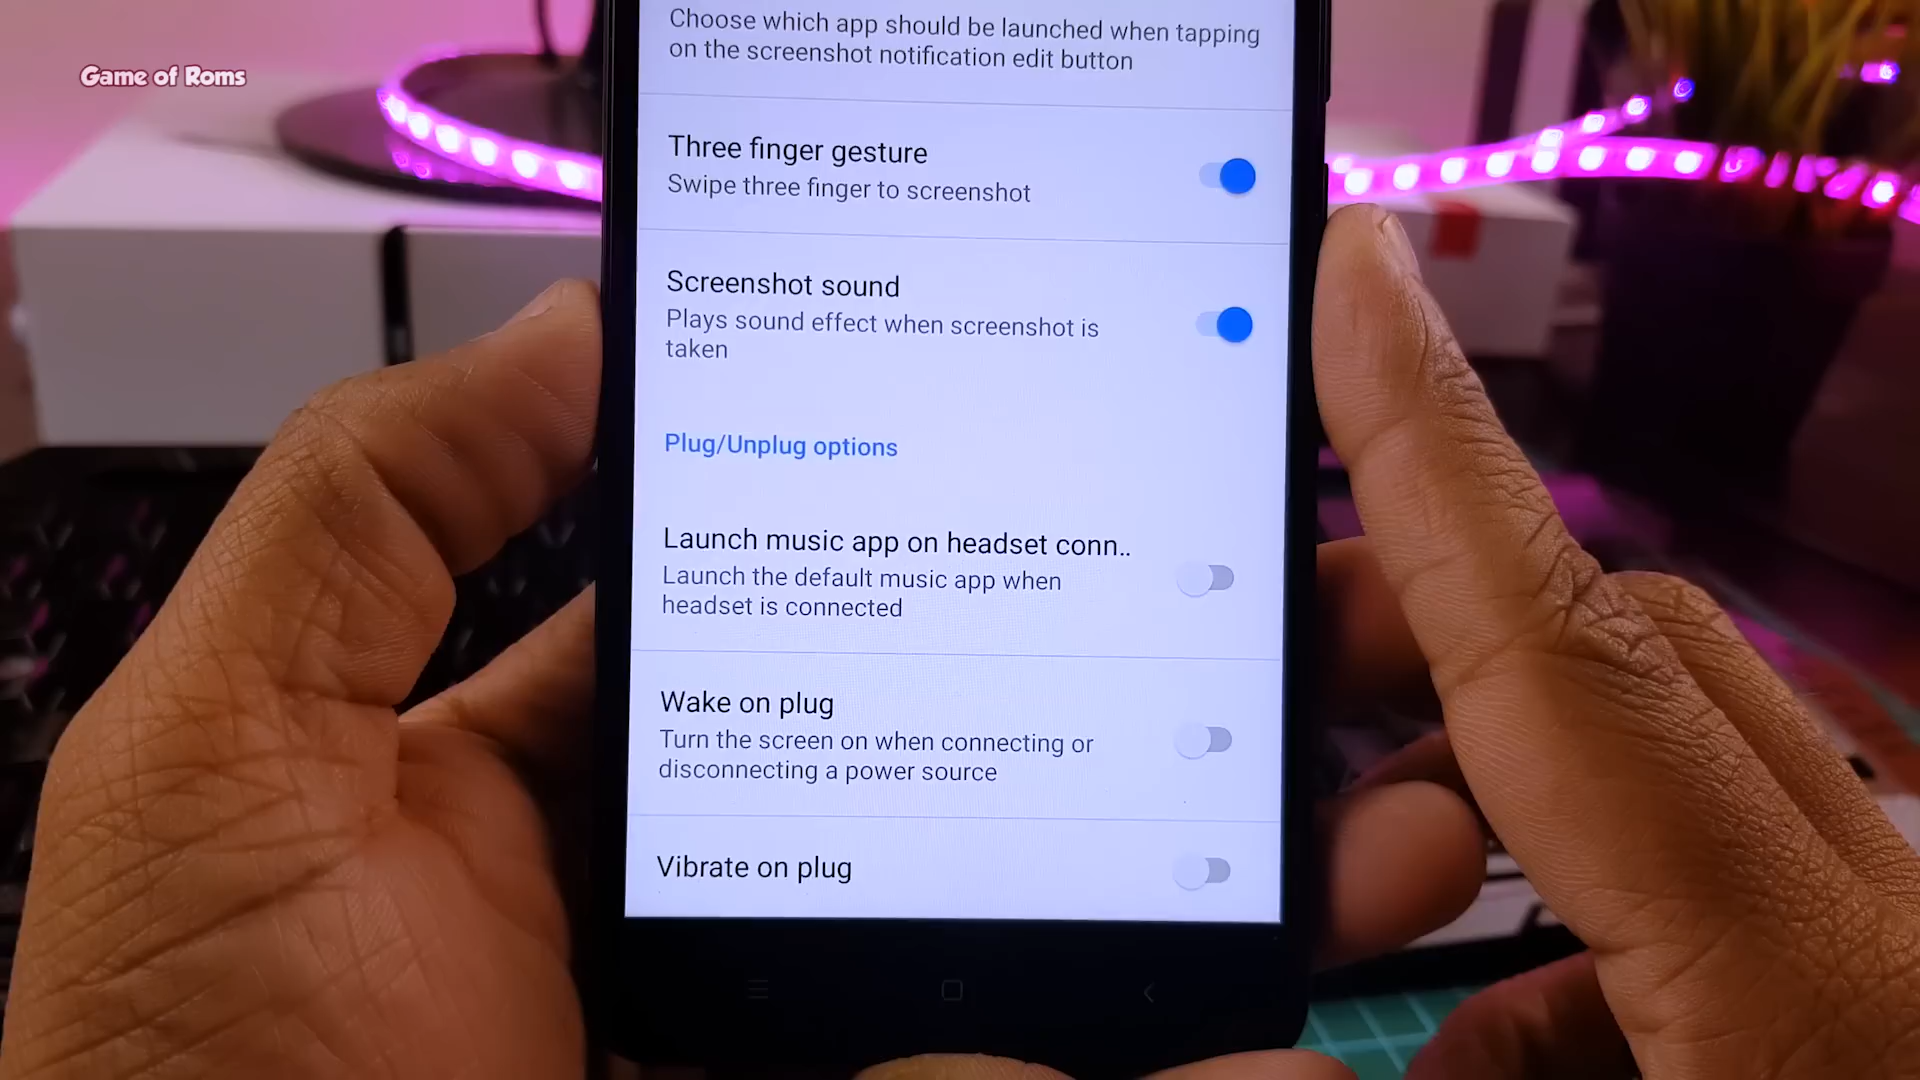 Game of Roms
Choose which app should be launched when tapping
on the screenshot notification edit button
Three finger gesture
Swipe three finger to screenshot
Screenshot sound
Plays sound effect when screenshot is
taken
Plug/Unplug options
Launch music app on headset conn..
Launch the default music app when
headset is connected
Wake on plug
Turn the screen on when connecting or
disconnecting a power source
Vibrate on plug